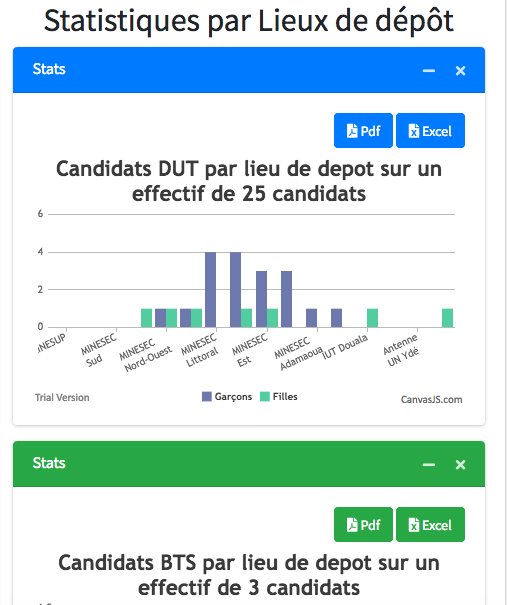 Statistiques par Lieux de dépôt
Stats
Pdf
Excel
Candidats DUT par lieu de depot sur un
effectif de 25 candidats
6
4
2
0
MINESEC
Sud
MINESEC
Nord-Ouest
MINESEC
Littoral
MINESEC
Est
MINESEC
Adamaoua
IUT Douala
Antenne
UN Ydé
Trial Version
Garçons
Filles
CanvasJS.com
Stats
Pdf
Excel
Candidats BTS par lieu de depot sur un
effectif de 3 candidats